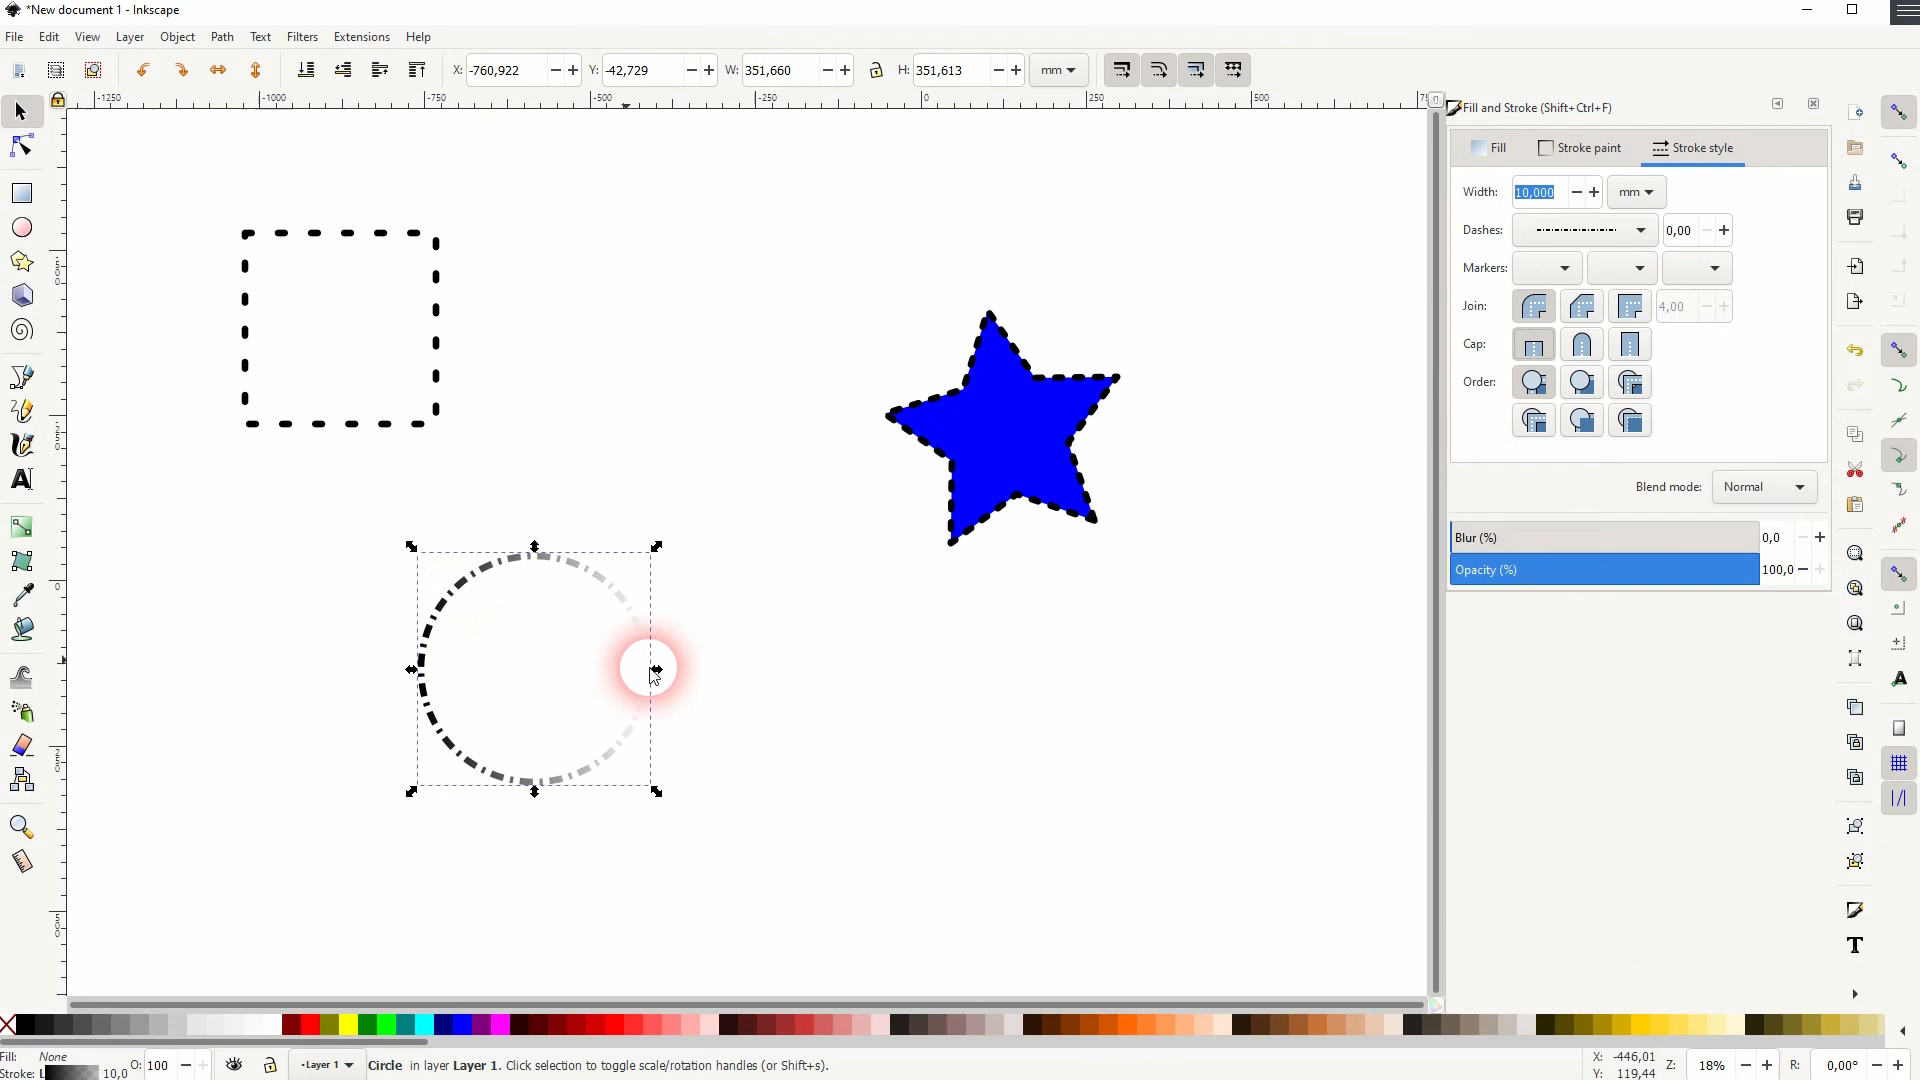 *New document 1 - Inkscape
File Edit View Layer Object Path Text Filters Extensions Help
X: -760,922 Y: -42,729 W: 351,660 H: 351,613 mm
-1250 -1000 -750 -500 -250 0 250 500
Fill and Stroke (Shift+Ctrl+F)
Fill Stroke paint Stroke style
Width: 10,000 mm
Dashes: 0,00
Markers:
Join: 4,00
Cap:
Order:
Blend mode: Normal
Blur (%) 0,0
Opacity (%) 100,0
Fill: None O: 100 -Layer 1 Circle in layer Layer 1. Click selection to toggle scale/rotation handles (or Shift+s). X: -446,01 Z: 18% R: 0,00°
Stroke: L 10,0 Y: 119,44